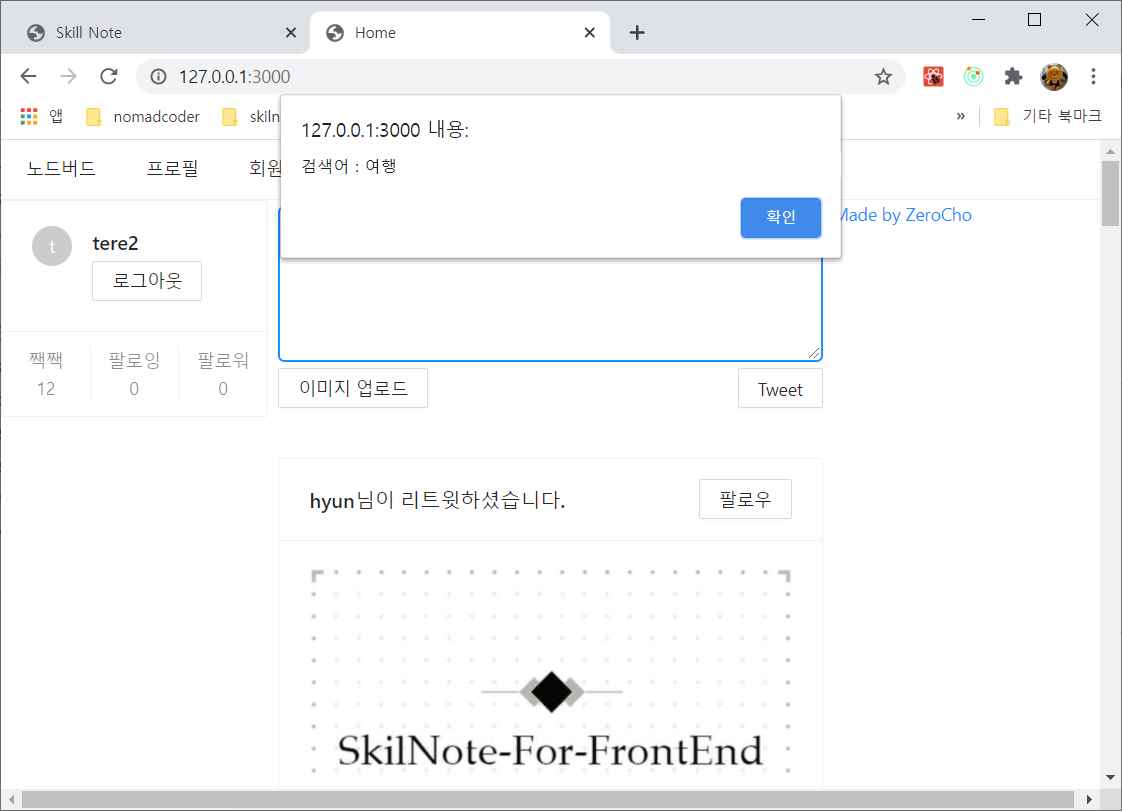 Skill Note
Home
127.0.0.1:3000
앱
nomadcoder
skiln
»
기타 북마크
127.0.0.1:3000 내용:
검색어 : 여행
확인
노드버드
프로필
회원
Made by ZeroCho
t
tere2
로그아웃
짹짹
팔로잉
팔로워
12
0
0
이미지 업로드
Tweet
hyun님이 리트윗하셨습니다.
팔로우
SkilNote-For-FrontEnd